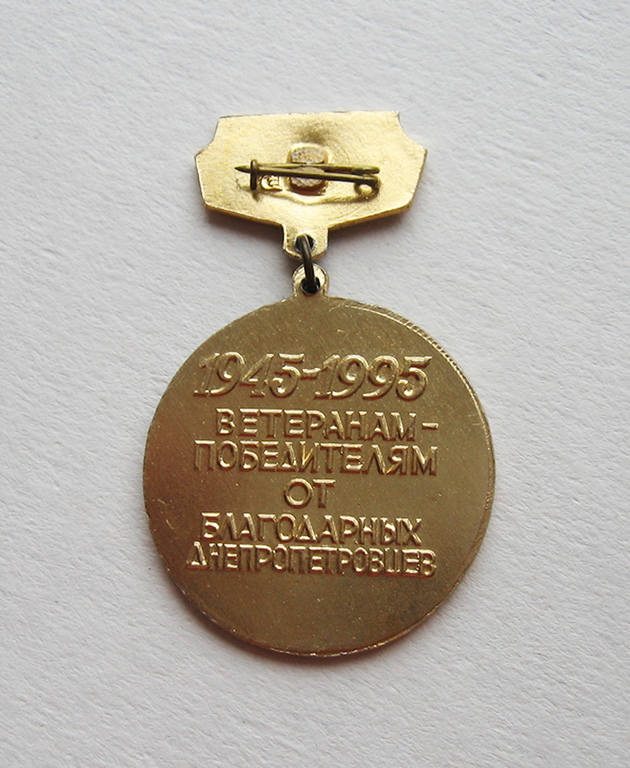 1945-1995
ВЕТЕРАНАМ-
ПОБЕДИТЕЛЯМ
ОТ
БЛАГОДАРНЫХ
ДНЕПРОПЕТРОВЦЕВ